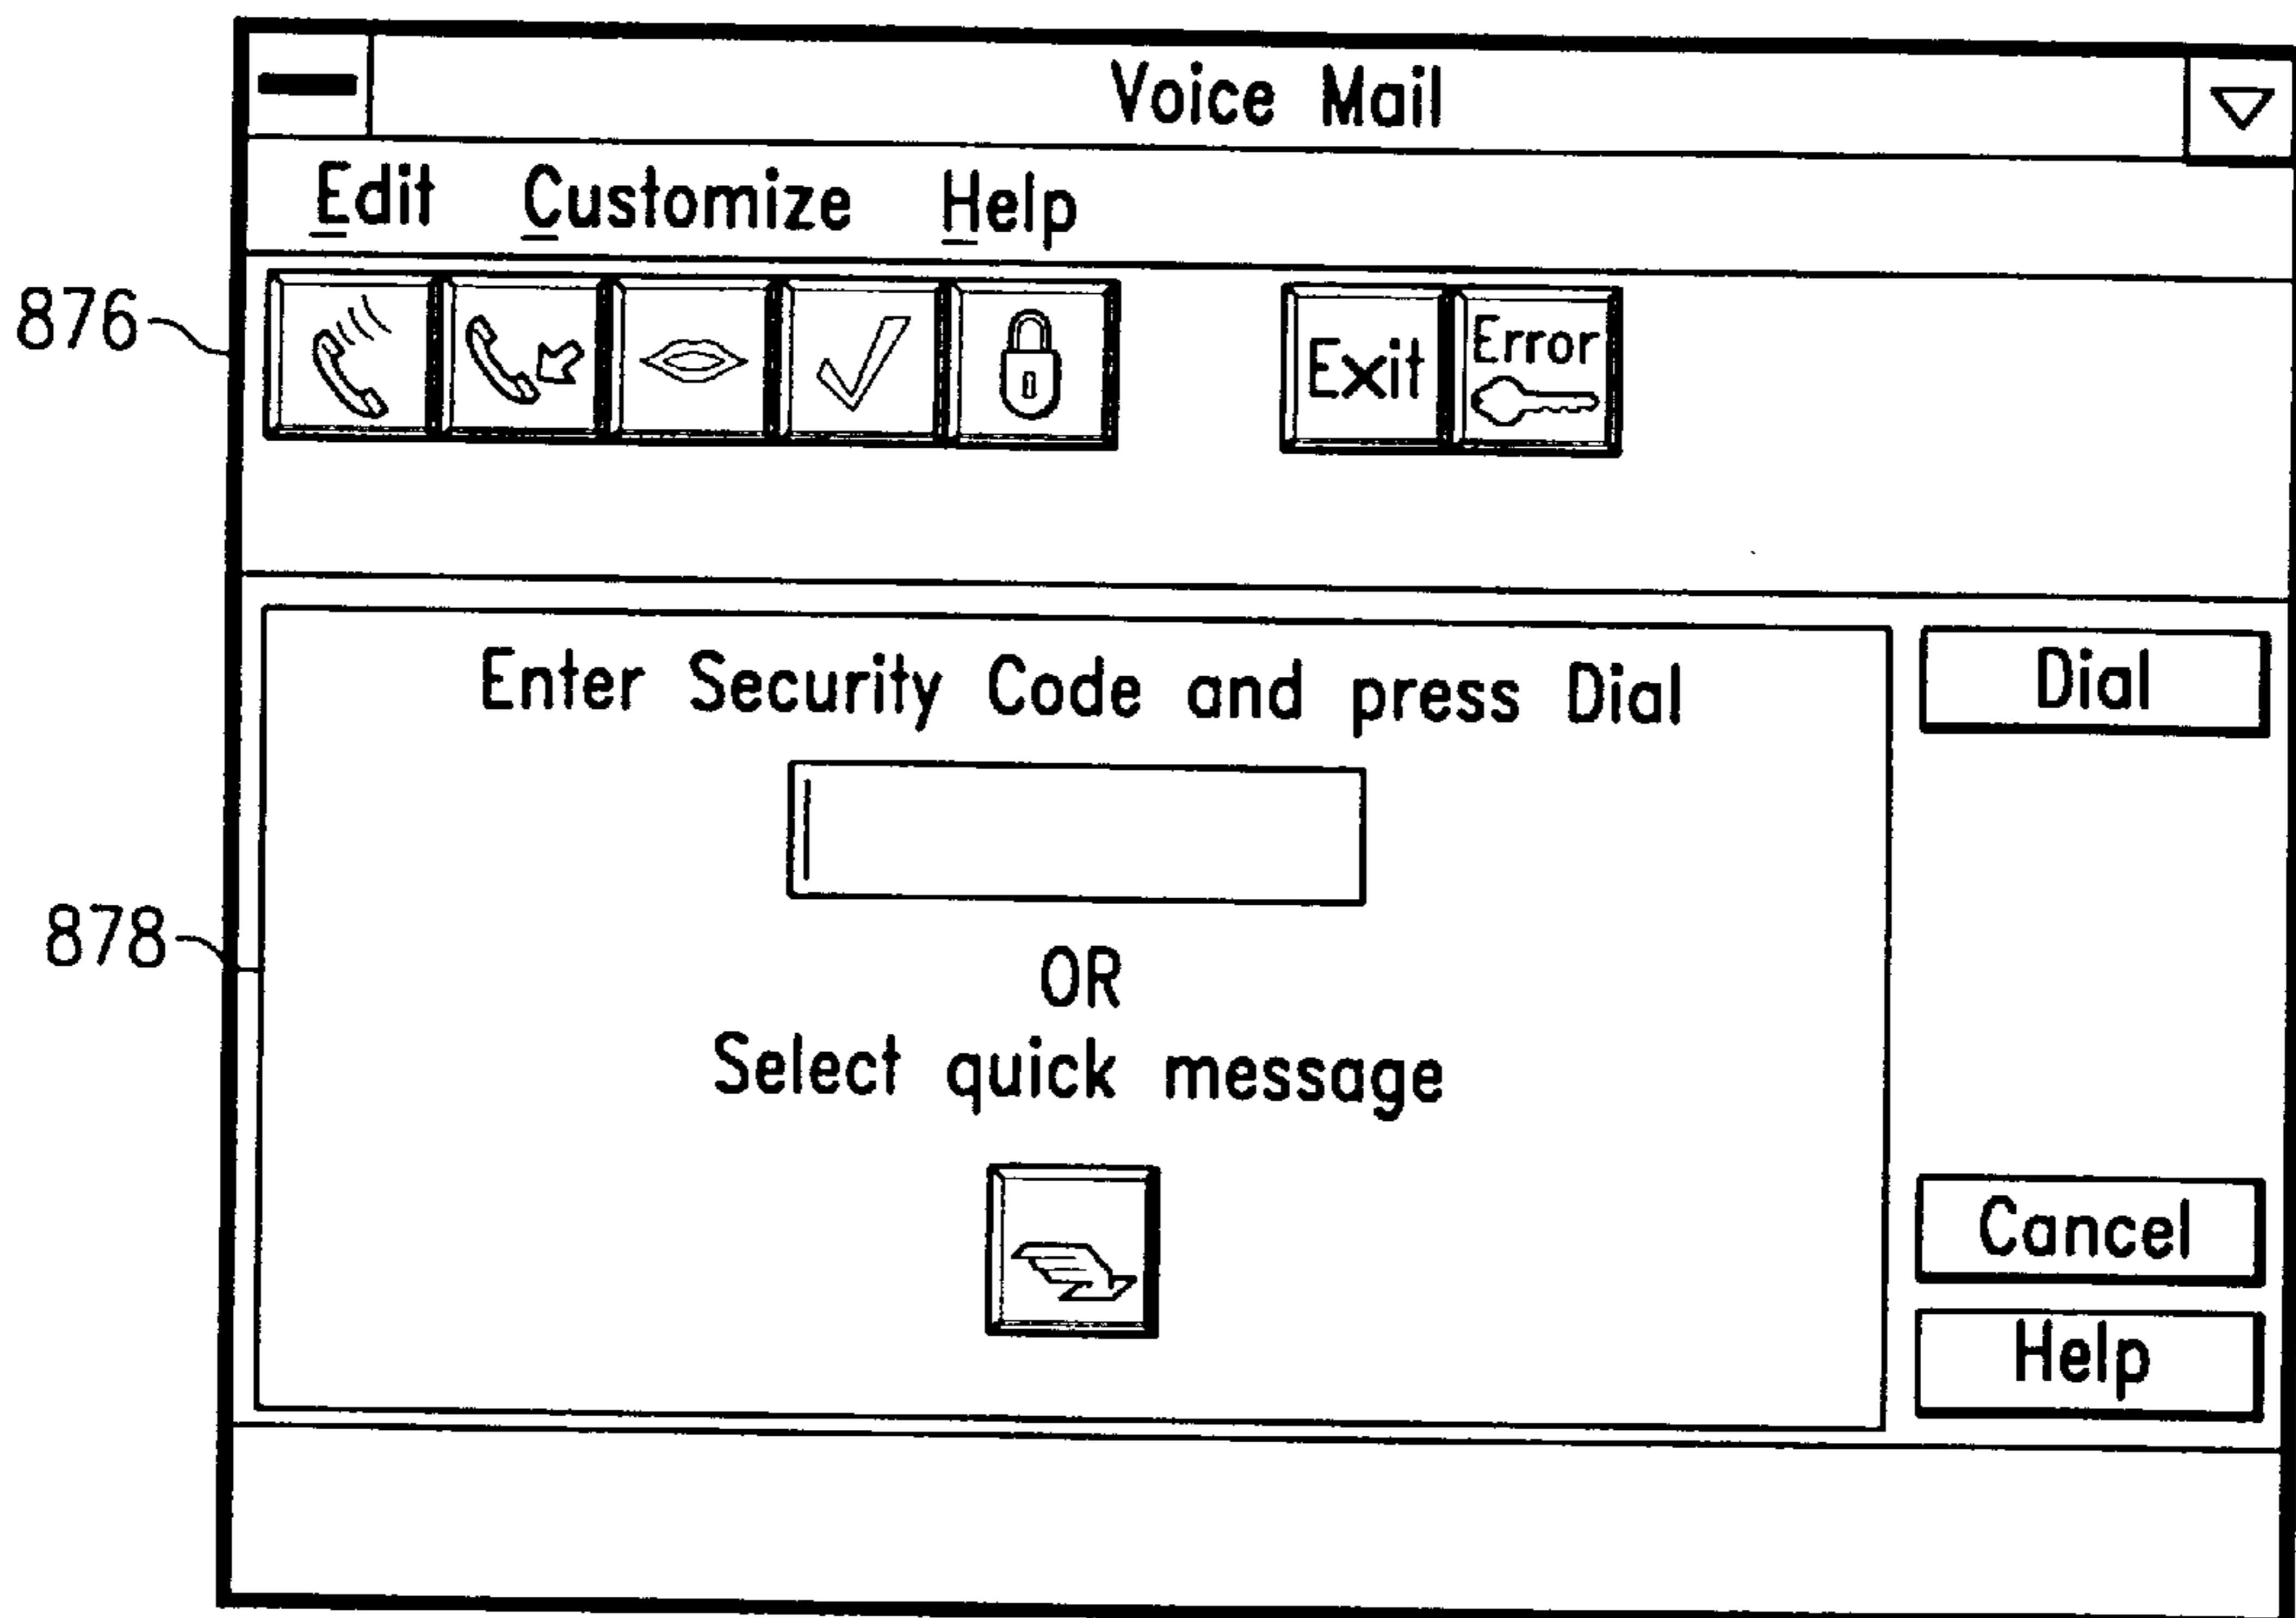 Voice Mail
Edit Customize Help
876
Exit
Error
Enter Security Code and press Dial
Dial
878
OR
Select quick message
Cancel
Help